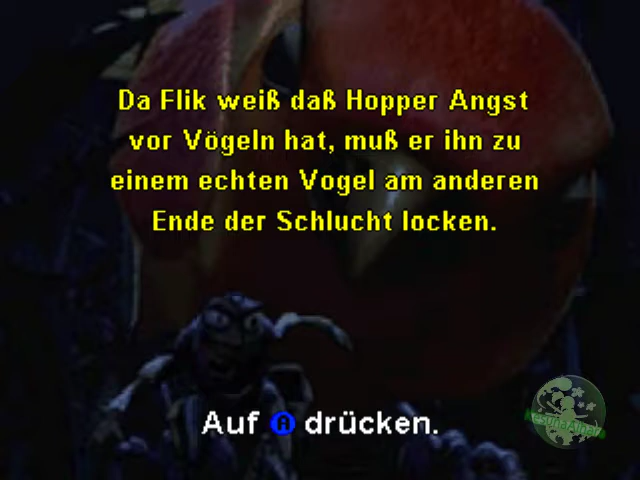 Da Flik weiß daß Hopper Angst
vor Vögeln hat, muß er ihn zu
einem echten Vogel am anderen
Ende der Schlucht locken.
Auf A drücken.